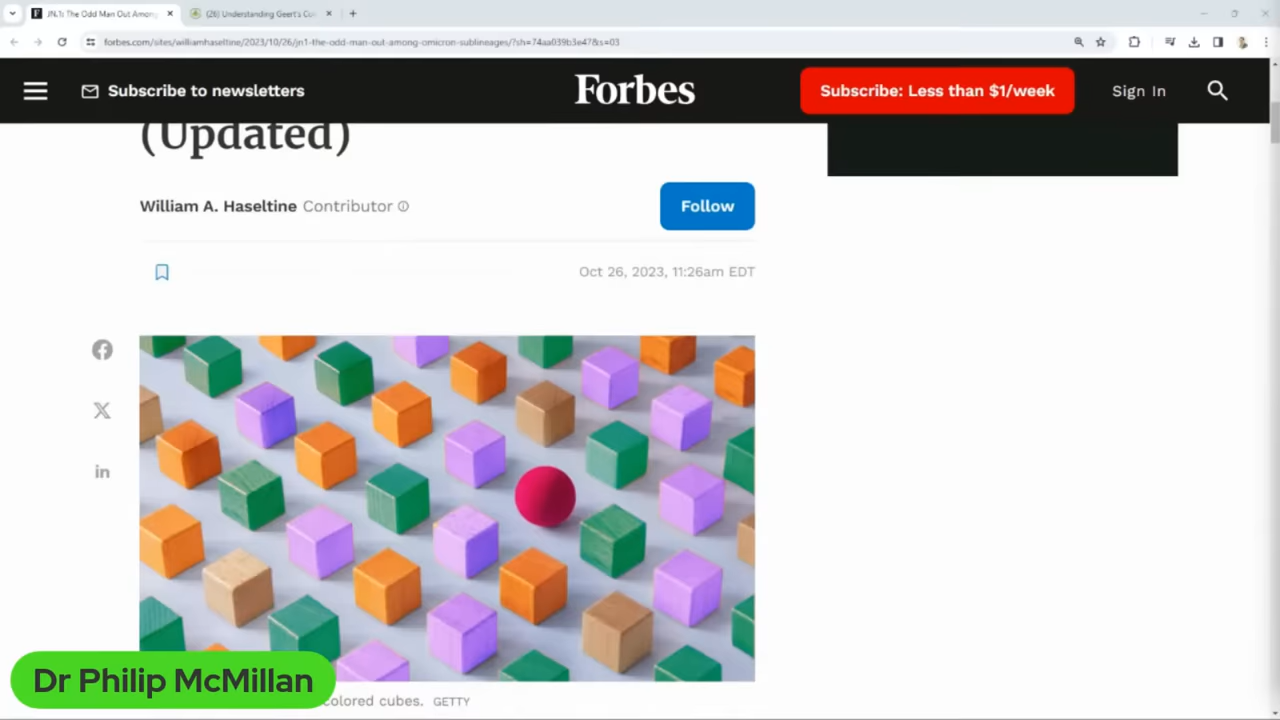 JN.1: The Odd Man Out Among
(26) Understanding Geert's Co
forbes.com/sites/williamhaseltine/2023/10/26/jn1-the-odd-man-out-among-omicron-sublineages/?sh=74aa039b3e47&s=03
Subscribe to newsletters
Forbes
Subscribe: Less than $1/week
Sign In
(Updated)
William A. Haseltine Contributor
Follow
Oct 26, 2023, 11:26am EDT
in
Dr Philip McMillan
colored cubes. GETTY